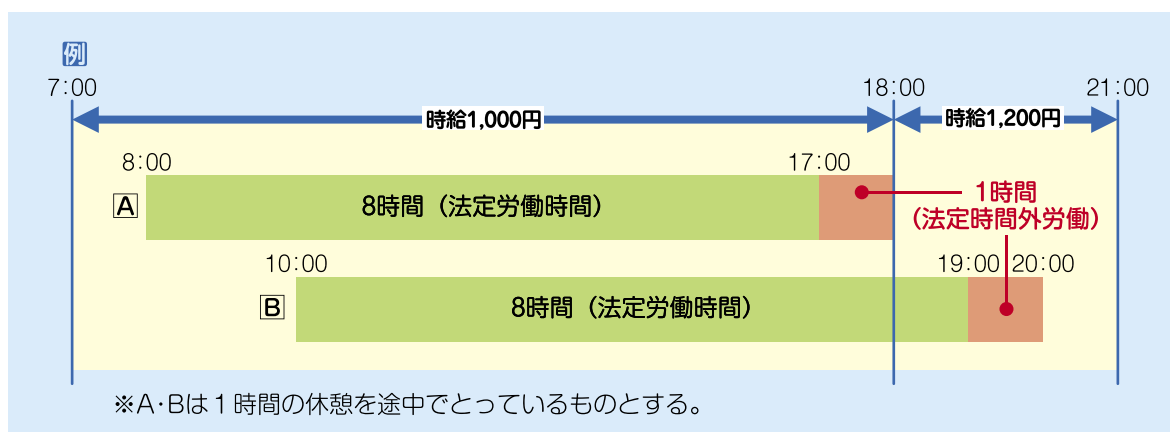 例
7:00 18:00 21:00
時給1,000円 時給1,200円
8:00 17:00
A 8時間（法定労働時間） 1時間
（法定時間外労働）
10:00 19:00 20:00
B 8時間（法定労働時間）
※A・Bは１時間の休憩を途中でとっているものとする。